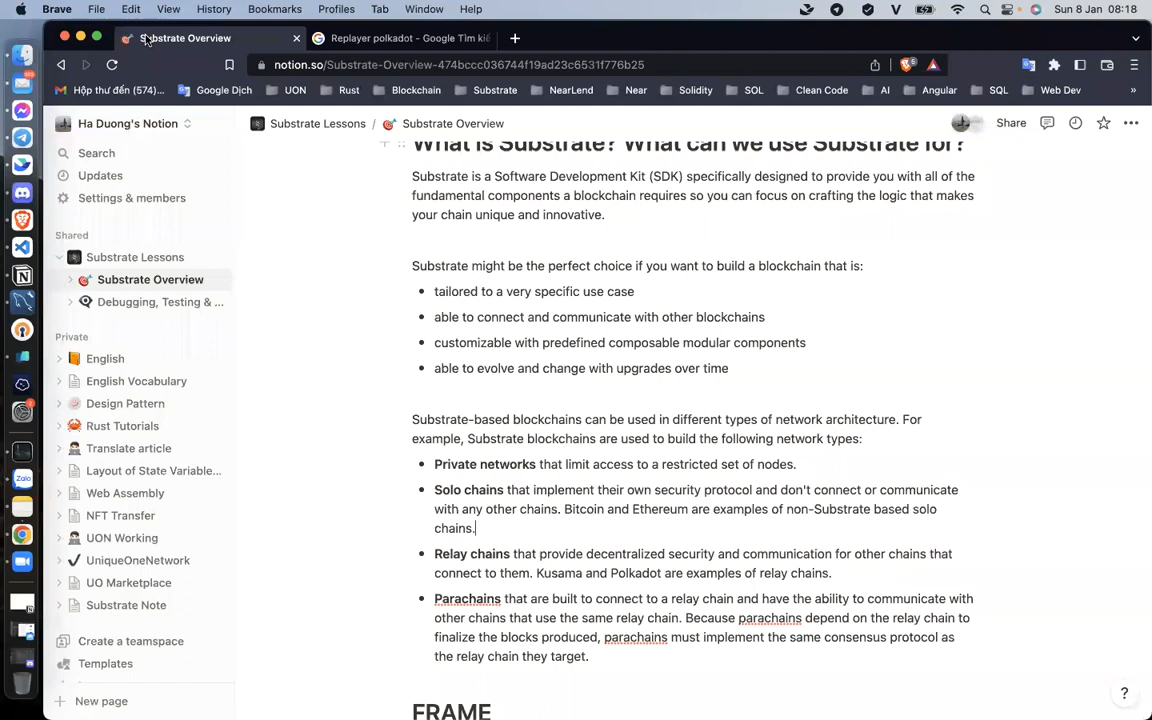 Brave File Edit View History Bookmarks Profiles Tab Window Help Sun 8 Jan 08:18
Substrate Overview Replayer polkadot - Google Tìm kiế
notion.so/Substrate-Overview-474bccc036744f19ad23c6531f776b25
Hộp thư đến (574)... Google Dịch UON Rust Blockchain Substrate NearLend Near Solidity SOL Clean Code AI Angular SQL Web Dev »
Ha Duong's Notion Substrate Lessons / Substrate Overview Share
Search
Updates
Settings & members
Shared
Substrate Lessons
Substrate Overview
Debugging, Testing & ...
Private
English
English Vocabulary
Design Pattern
Rust Tutorials
Translate article
Layout of State Variable...
Web Assembly
NFT Transfer
UON Working
UniqueOneNetwork
UO Marketplace
Substrate Note
Create a teamspace
Templates
New page
What is Substrate? What can we use Substrate for?
Substrate is a Software Development Kit (SDK) specifically designed to provide you with all of the
fundamental components a blockchain requires so you can focus on crafting the logic that makes
your chain unique and innovative.
Substrate might be the perfect choice if you want to build a blockchain that is:
• tailored to a very specific use case
• able to connect and communicate with other blockchains
• customizable with predefined composable modular components
• able to evolve and change with upgrades over time
Substrate-based blockchains can be used in different types of network architecture. For
example, Substrate blockchains are used to build the following network types:
• Private networks that limit access to a restricted set of nodes.
• Solo chains that implement their own security protocol and don't connect or communicate
with any other chains. Bitcoin and Ethereum are examples of non-Substrate based solo
chains.
• Relay chains that provide decentralized security and communication for other chains that
connect to them. Kusama and Polkadot are examples of relay chains.
• Parachains that are built to connect to a relay chain and have the ability to communicate with
other chains that use the same relay chain. Because parachains depend on the relay chain to
finalize the blocks produced, parachains must implement the same consensus protocol as
the relay chain they target.
FRAME
?
Zalo